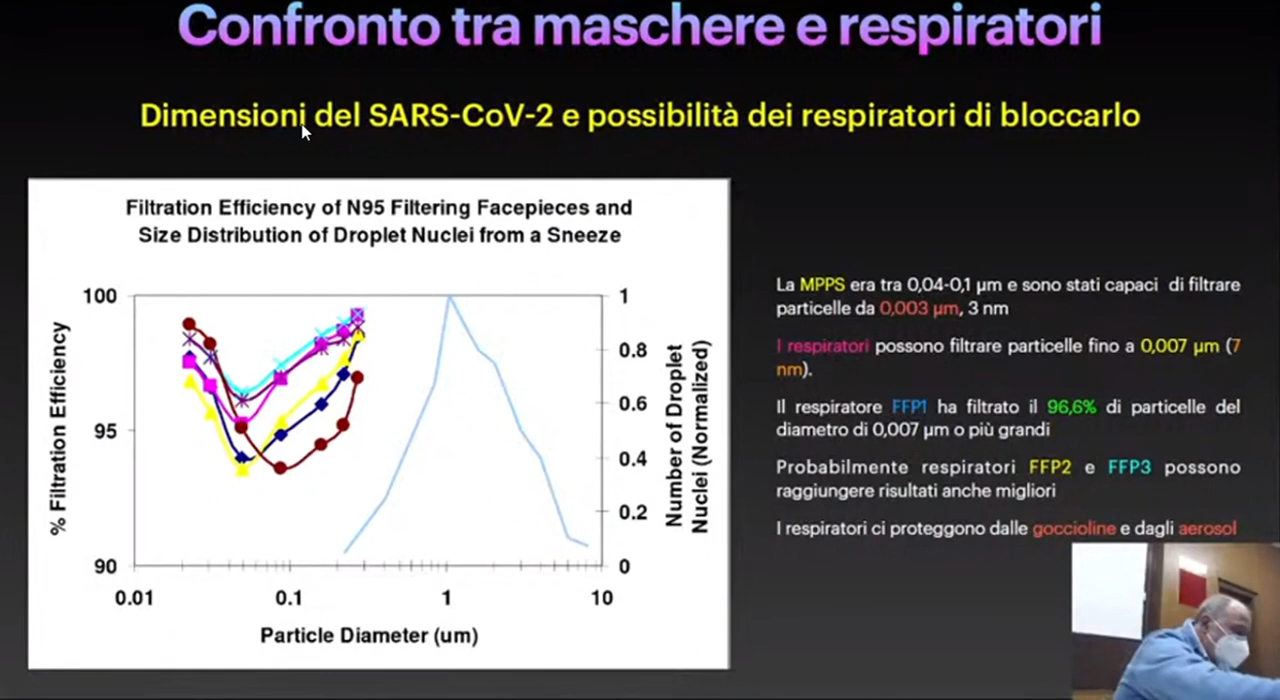 Confronto tra maschere e respiratori
Dimensioni del SARS-CoV-2 e possibilità dei respiratori di bloccarlo
Filtration Efficiency of N95 Filtering Facepieces and
Size Distribution of Droplet Nuclei from a Sneeze
100
95
90
% Filtration Efficiency
1
0.8
0.6
0.4
0.2
0
Number of Droplet
Nuclei (Normalized)
0.01
0.1
1
10
Particle Diameter (um)
La MPPS era tra 0,04-0,1 µm e sono stati capaci di filtrare
particelle da 0,003 µm, 3 nm
I respiratori possono filtrare particelle fino a 0,007 µm (7
nm).
Il respiratore FFP1 ha filtrato il 96,6% di particelle del
diametro di 0,007 µm o più grandi
Probabilmente respiratori FFP2 e FFP3 possono
raggiungere risultati anche migliori
I respiratori ci proteggono dalle goccioline e dagli aerosol